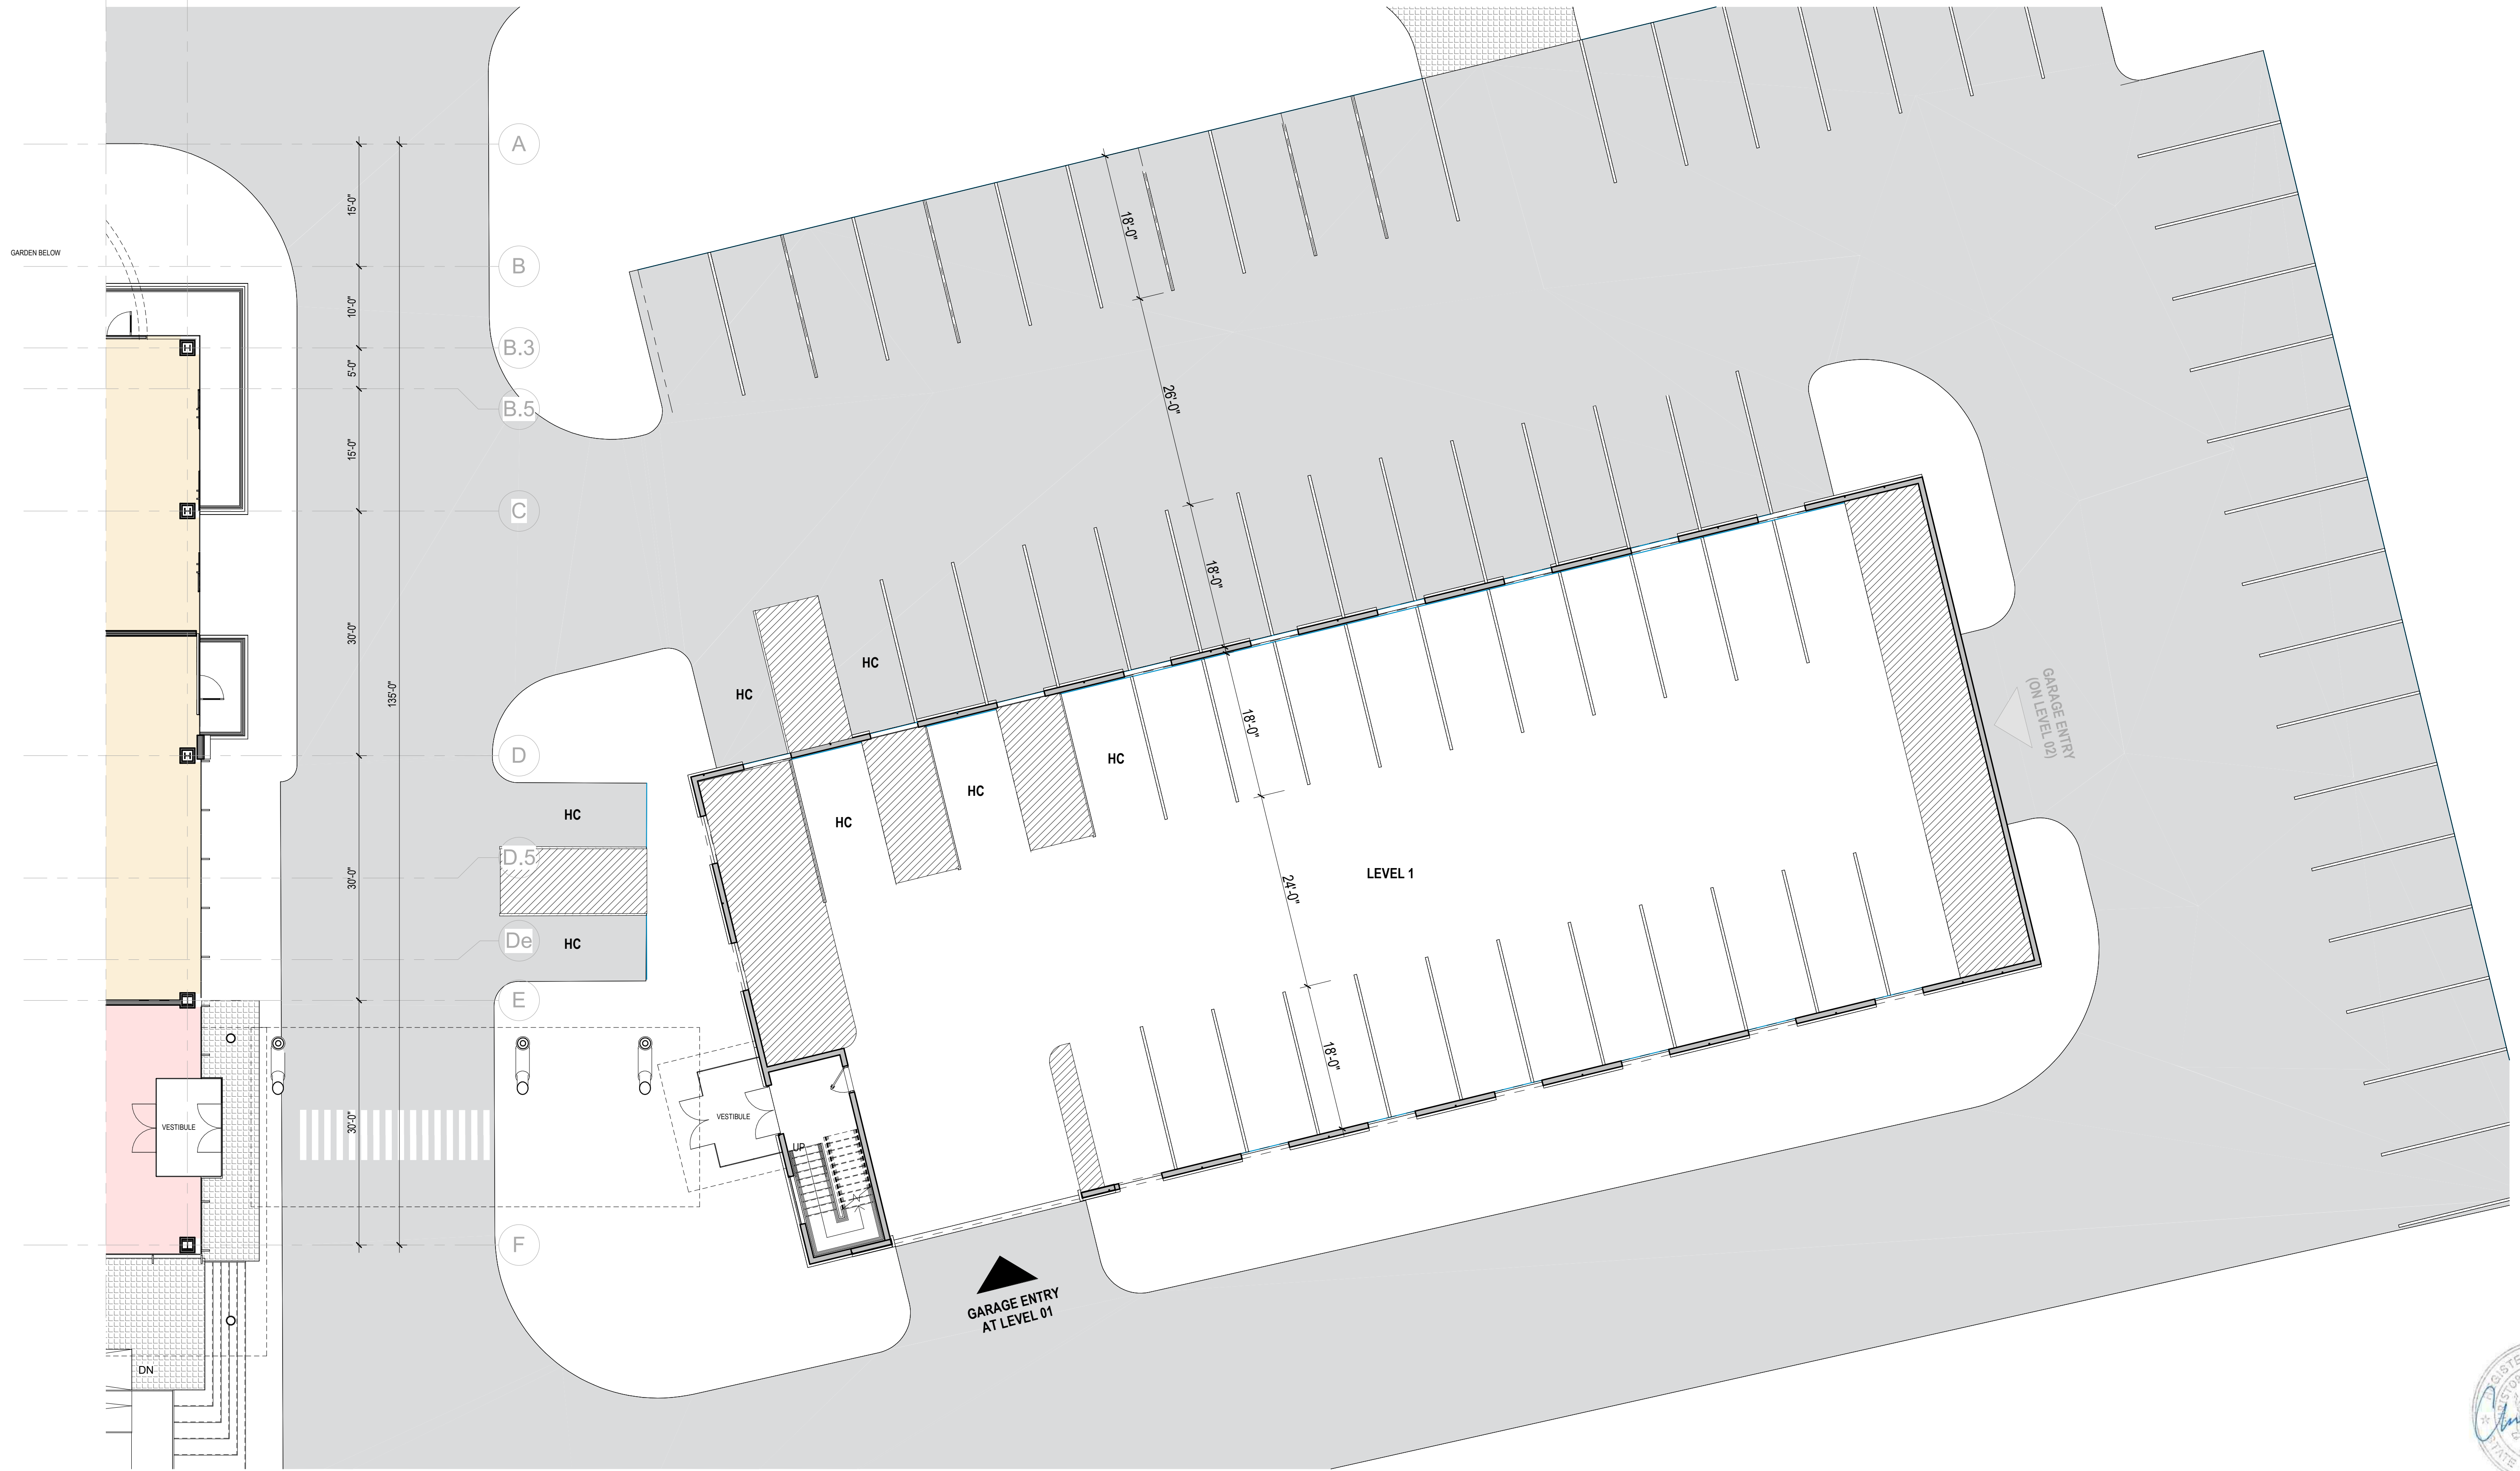 A
15'-0"
GARDEN BELOW
B
10'-0"
B.3
5'-0"
B.5
15'-0"
C
30'-0"
135'-0"
D
30'-0"
D.5
De
E
30'-0"
F
18'-0"
26'-0"
18'-0"
18'-0"
24'-0"
18'-0"
HC
HC
HC
HC
HC
HC
HC
LEVEL 1
GARAGE ENTRY
(ON LEVEL 02)
VESTIBULE
VESTIBULE
UP
DN
GARAGE ENTRY
AT LEVEL 01